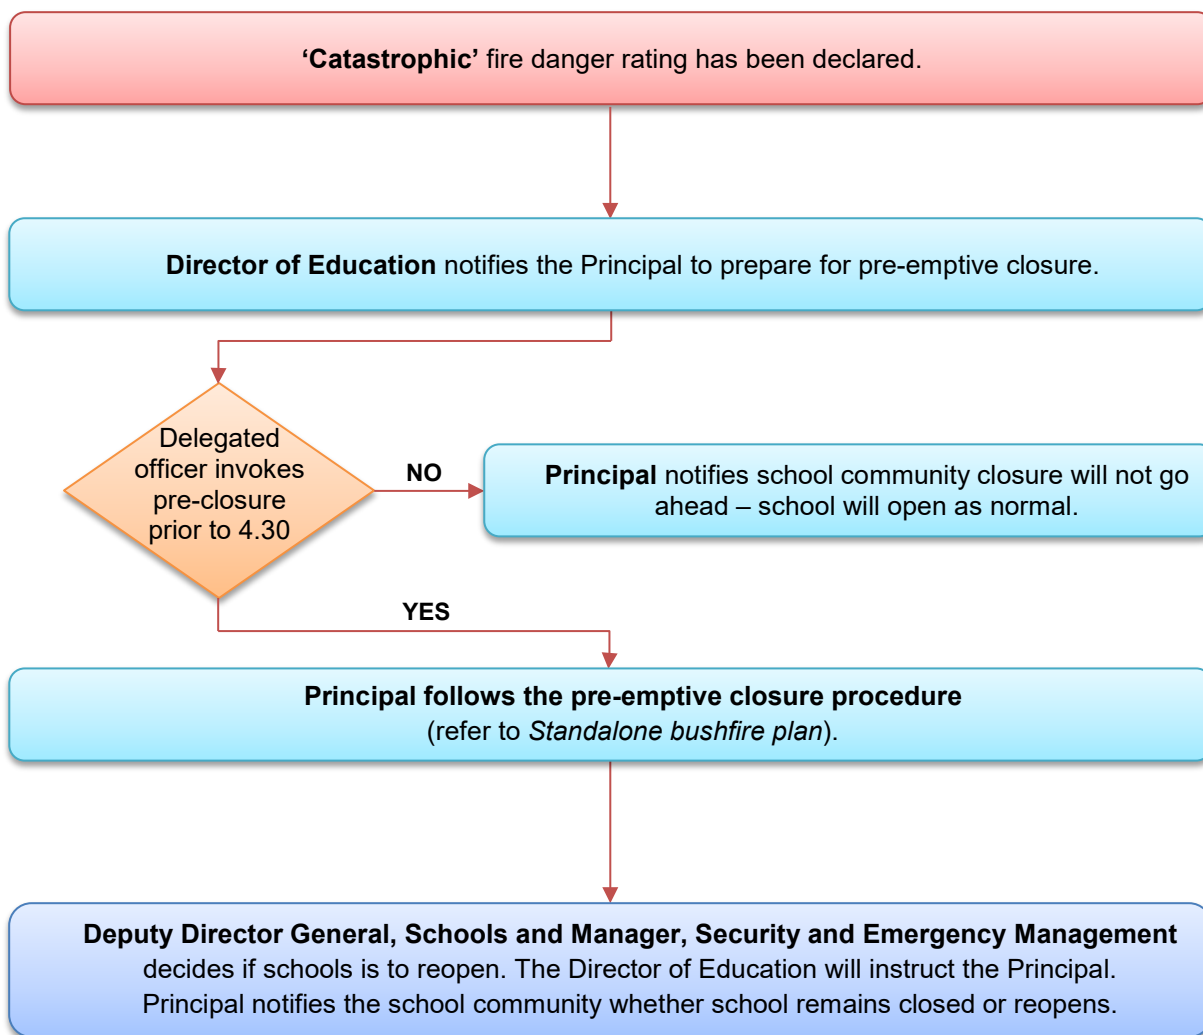 ‘Catastrophic’ fire danger rating has been declared.
Director of Education notifies the Principal to prepare for pre-emptive closure.
Delegated
officer invokes
pre-closure
prior to 4.30
NO
Principal notifies school community closure will not go
ahead – school will open as normal.
YES
Principal follows the pre-emptive closure procedure
(refer to Standalone bushfire plan).
Deputy Director General, Schools and Manager, Security and Emergency Management
decides if schools is to reopen. The Director of Education will instruct the Principal.
Principal notifies the school community whether school remains closed or reopens.